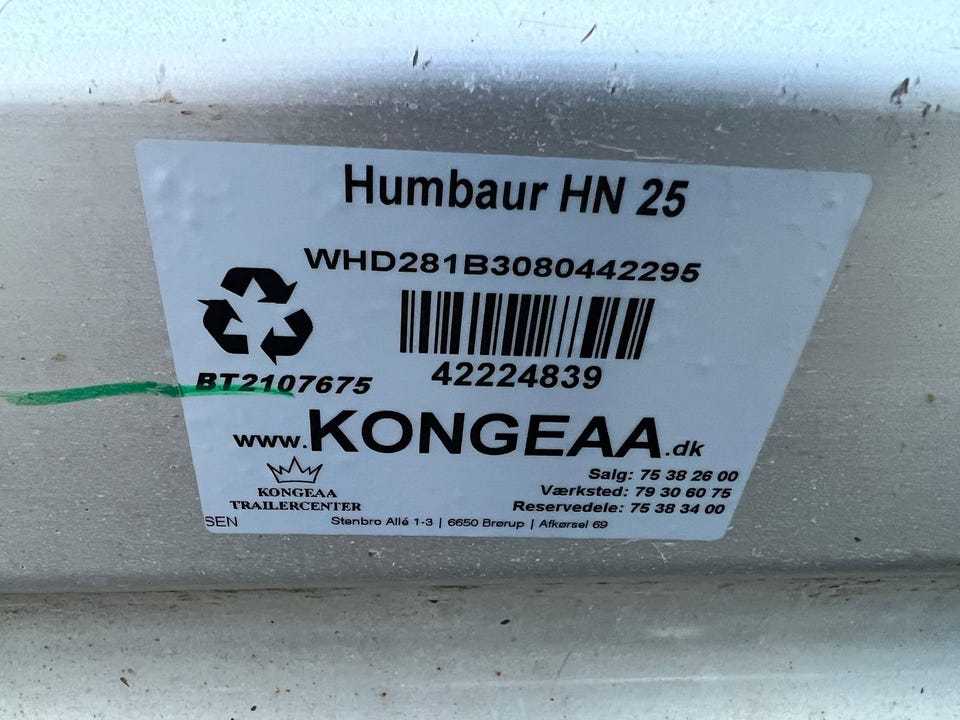 Humbaur HN 25
WHD281B3080442295
42224839
BT2107675
www.KONGEAA.dk
KONGEAA
TRAILERCENTER
Salg: 75 38 26 00
Værksted: 79 30 60 75
Reservedele: 75 38 34 00
SEN
Stenbro Allé 1-3 | 6650 Brørup | Afkørsel 69